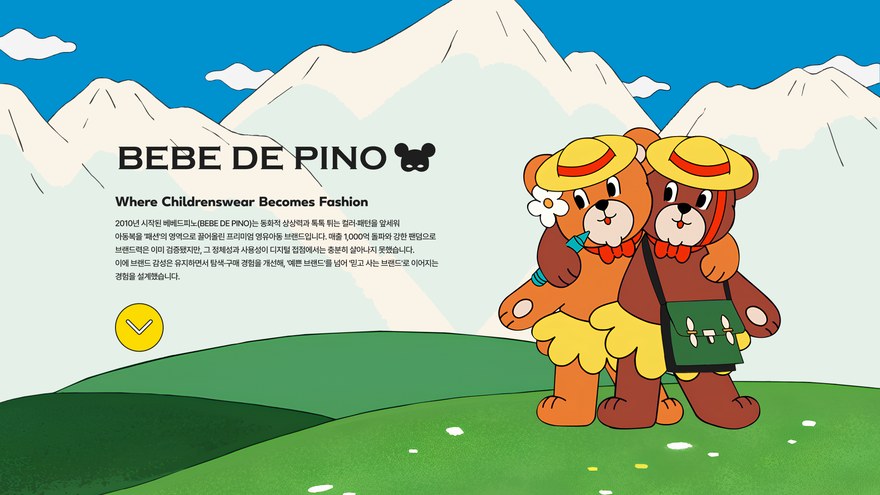 BEBE DE PINO
Where Childrenswear Becomes Fashion
2010년 시작된 베베드피노(BEBE DE PINO)는 동화적 상상력과 톡톡 튀는 컬러·패턴을 앞세워
아동복을 '패션'의 영역으로 끌어올린 프리미엄 영유아동 브랜드입니다. 매출 1,000억 돌파와 강한 팬덤으로
브랜드력은 이미 검증됐지만, 그 정체성과 사용성이 디지털 접점에서는 충분히 살아나지 못했습니다.
이에 브랜드 감성은 유지하면서 탐색·구매 경험을 개선해, '예쁜 브랜드'를 넘어 '믿고 사는 브랜드'로 이어지는
경험을 설계했습니다.